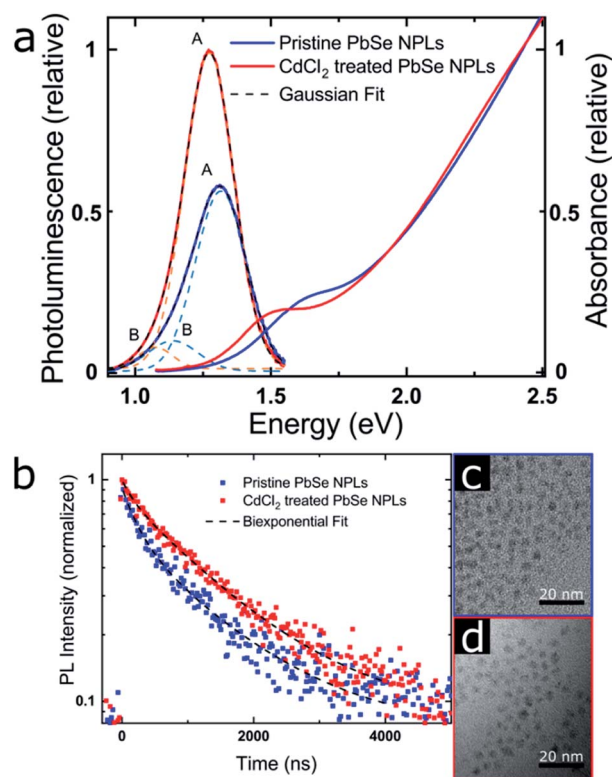 a
Photoluminescence (relative)
1
0.5
0
A
A
B
B
Pristine PbSe NPLs
CdCl2 treated PbSe NPLs
Gaussian Fit
Absorbance (relative)
1
0.5
0
1.0
1.5
2.0
2.5
Energy (eV)
b
PL Intensity (normalized)
1
0.1
Pristine PbSe NPLs
CdCl2 treated PbSe NPLs
Biexponential Fit
0
2000
4000
Time (ns)
c
20 nm
d
20 nm